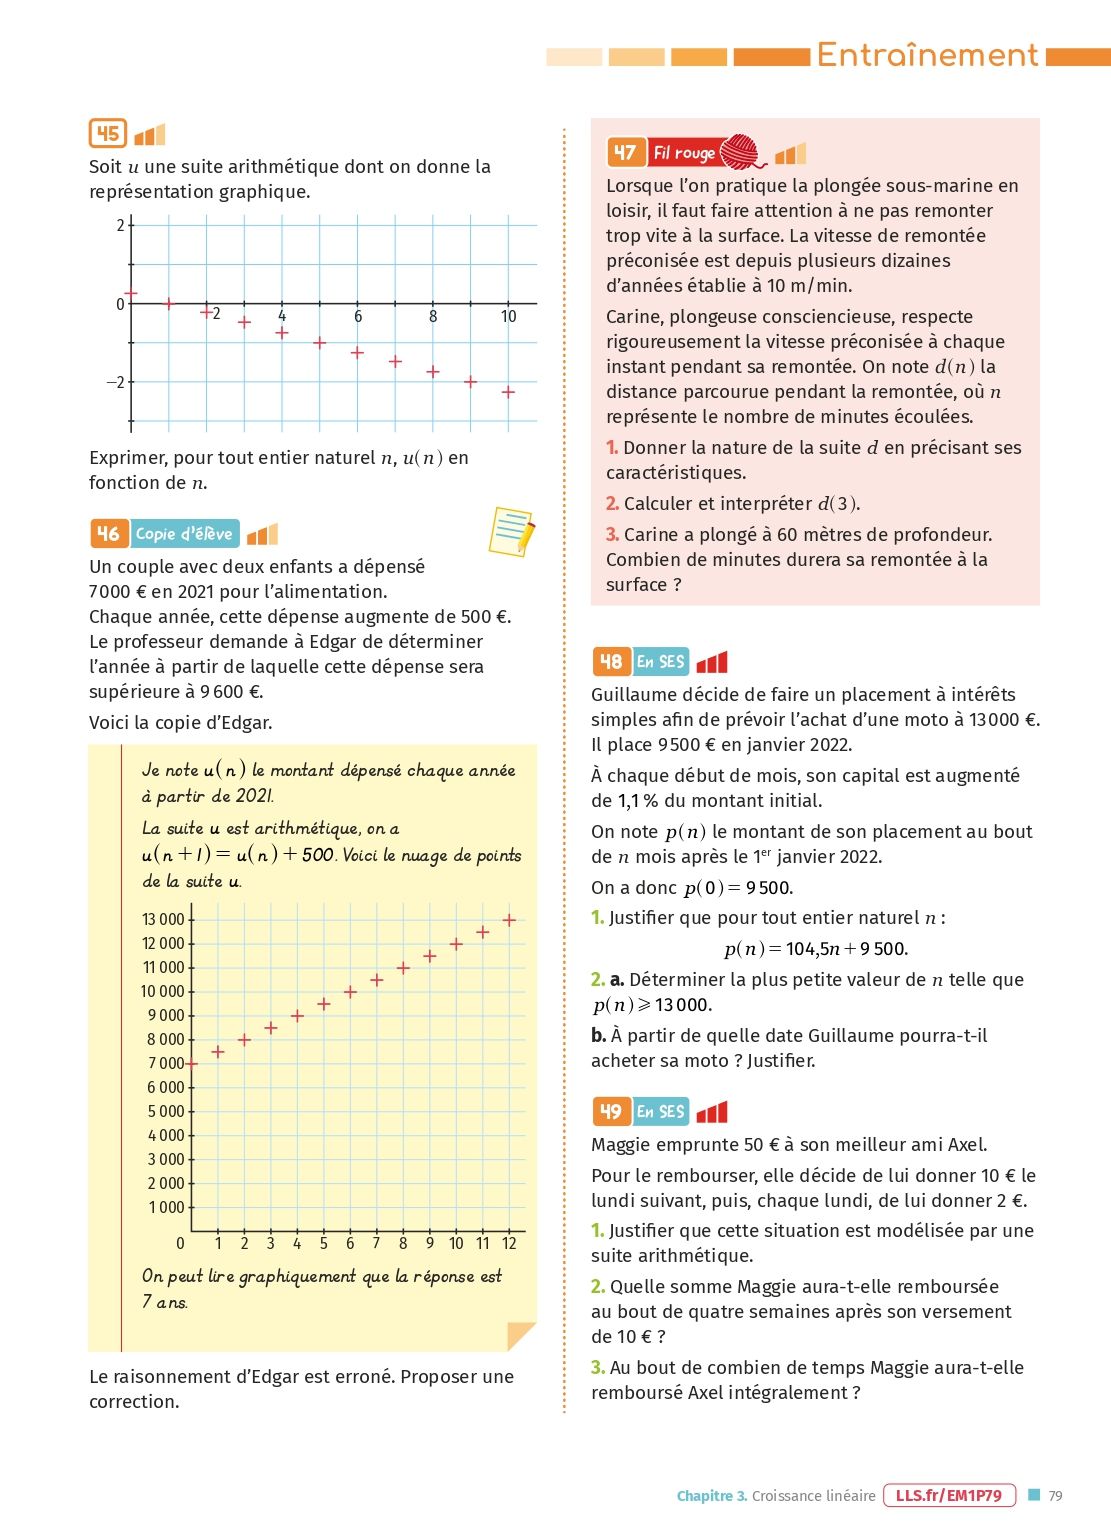 Entraînement
45
Soit u une suite arithmétique dont on donne la
représentation graphique.
2
0
2
4
6
8
10
−2
Exprimer, pour tout entier naturel n, u(n) en
fonction de n.
46 Copie d'élève
Un couple avec deux enfants a dépensé
7 000 € en 2021 pour l'alimentation.
Chaque année, cette dépense augmente de 500 €.
Le professeur demande à Edgar de déterminer
l'année à partir de laquelle cette dépense sera
supérieure à 9 600 €.
Voici la copie d'Edgar.
Je note u(n) le montant dépensé chaque année
à partir de 2021.
La suite u est arithmétique, on a
u(n + 1) = u(n) + 500. Voici le nuage de points
de la suite u.
13 000
12 000
11 000
10 000
9 000
8 000
7 000
6 000
5 000
4 000
3 000
2 000
1 000
0 1 2 3 4 5 6 7 8 9 10 11 12
On peut lire graphiquement que la réponse est
7 ans.
Le raisonnement d'Edgar est erroné. Proposer une
correction.
47 Fil rouge
Lorsque l'on pratique la plongée sous-marine en
loisir, il faut faire attention à ne pas remonter
trop vite à la surface. La vitesse de remontée
préconisée est depuis plusieurs dizaines
d'années établie à 10 m/min.
Carine, plongeuse consciencieuse, respecte
rigoureusement la vitesse préconisée à chaque
instant pendant sa remontée. On note d(n) la
distance parcourue pendant la remontée, où n
représente le nombre de minutes écoulées.
1. Donner la nature de la suite d en précisant ses
caractéristiques.
2. Calculer et interpréter d(3).
3. Carine a plongé à 60 mètres de profondeur.
Combien de minutes durera sa remontée à la
surface ?
48 En SES
Guillaume décide de faire un placement à intérêts
simples afin de prévoir l'achat d'une moto à 13 000 €.
Il place 9 500 € en janvier 2022.
À chaque début de mois, son capital est augmenté
de 1,1 % du montant initial.
On note p(n) le montant de son placement au bout
de n mois après le 1er janvier 2022.
On a donc p(0) = 9 500.
1. Justifier que pour tout entier naturel n :
p(n) = 104,5n + 9 500.
2. a. Déterminer la plus petite valeur de n telle que
p(n) ⩾ 13 000.
b. À partir de quelle date Guillaume pourra-t-il
acheter sa moto ? Justifier.
49 En SES
Maggie emprunte 50 € à son meilleur ami Axel.
Pour le rembourser, elle décide de lui donner 10 € le
lundi suivant, puis, chaque lundi, de lui donner 2 €.
1. Justifier que cette situation est modélisée par une
suite arithmétique.
2. Quelle somme Maggie aura-t-elle remboursée
au bout de quatre semaines après son versement
de 10 € ?
3. Au bout de combien de temps Maggie aura-t-elle
remboursé Axel intégralement ?
Chapitre 3. Croissance linéaire LLS.fr/EM1P79 79